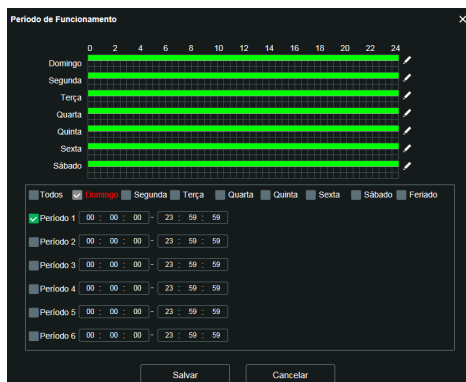 Periodo de Funcionamento X
0 2 4 6 8 10 12 14 16 18 20 22 24
Domingo
Segunda
Terça
Quarta
Quinta
Sexta
Sábado
Todos Domingo Segunda Terça Quarta Quinta Sexta Sábado Feriado
Período 1 00 : 00 : 00 - 23 : 59 : 59
Período 2 00 : 00 : 00 - 23 : 59 : 59
Período 3 00 : 00 : 00 - 23 : 59 : 59
Período 4 00 : 00 : 00 - 23 : 59 : 59
Período 5 00 : 00 : 00 - 23 : 59 : 59
Período 6 00 : 00 : 00 - 23 : 59 : 59
Salvar Cancelar